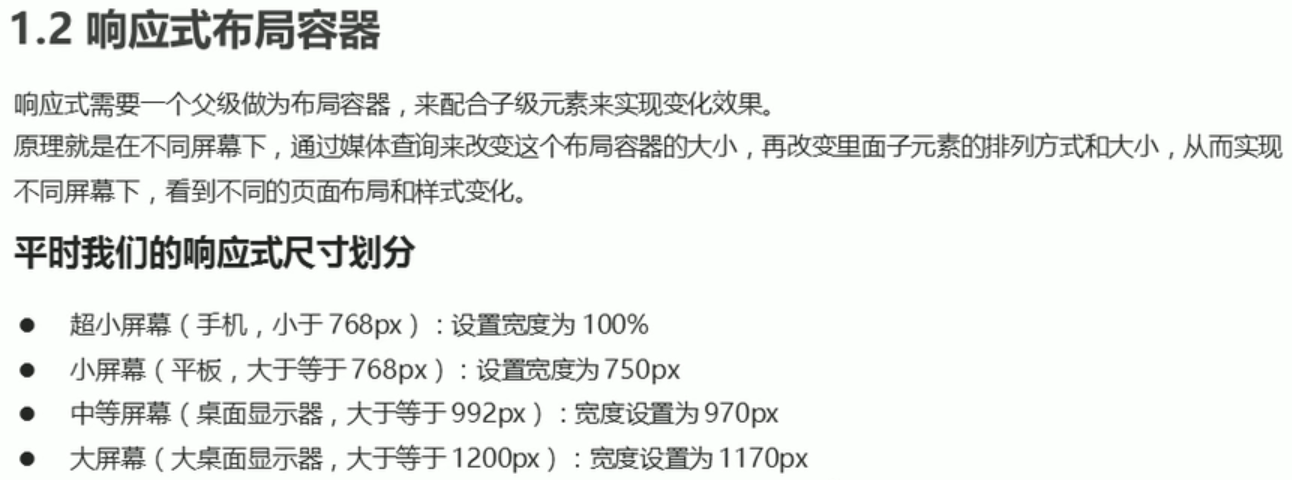 1.2 响应式布局容器
响应式需要一个父级做为布局容器，来配合子级元素来实现变化效果。
原理就是在不同屏幕下，通过媒体查询来改变这个布局容器的大小，再改变里面子元素的排列方式和大小，从而实现
不同屏幕下，看到不同的页面布局和样式变化。
平时我们的响应式尺寸划分
● 超小屏幕（手机，小于 768px）：设置宽度为 100%
● 小屏幕（平板，大于等于 768px）：设置宽度为 750px
● 中等屏幕（桌面显示器，大于等于 992px）：宽度设置为 970px
● 大屏幕（大桌面显示器，大于等于 1200px）：宽度设置为 1170px